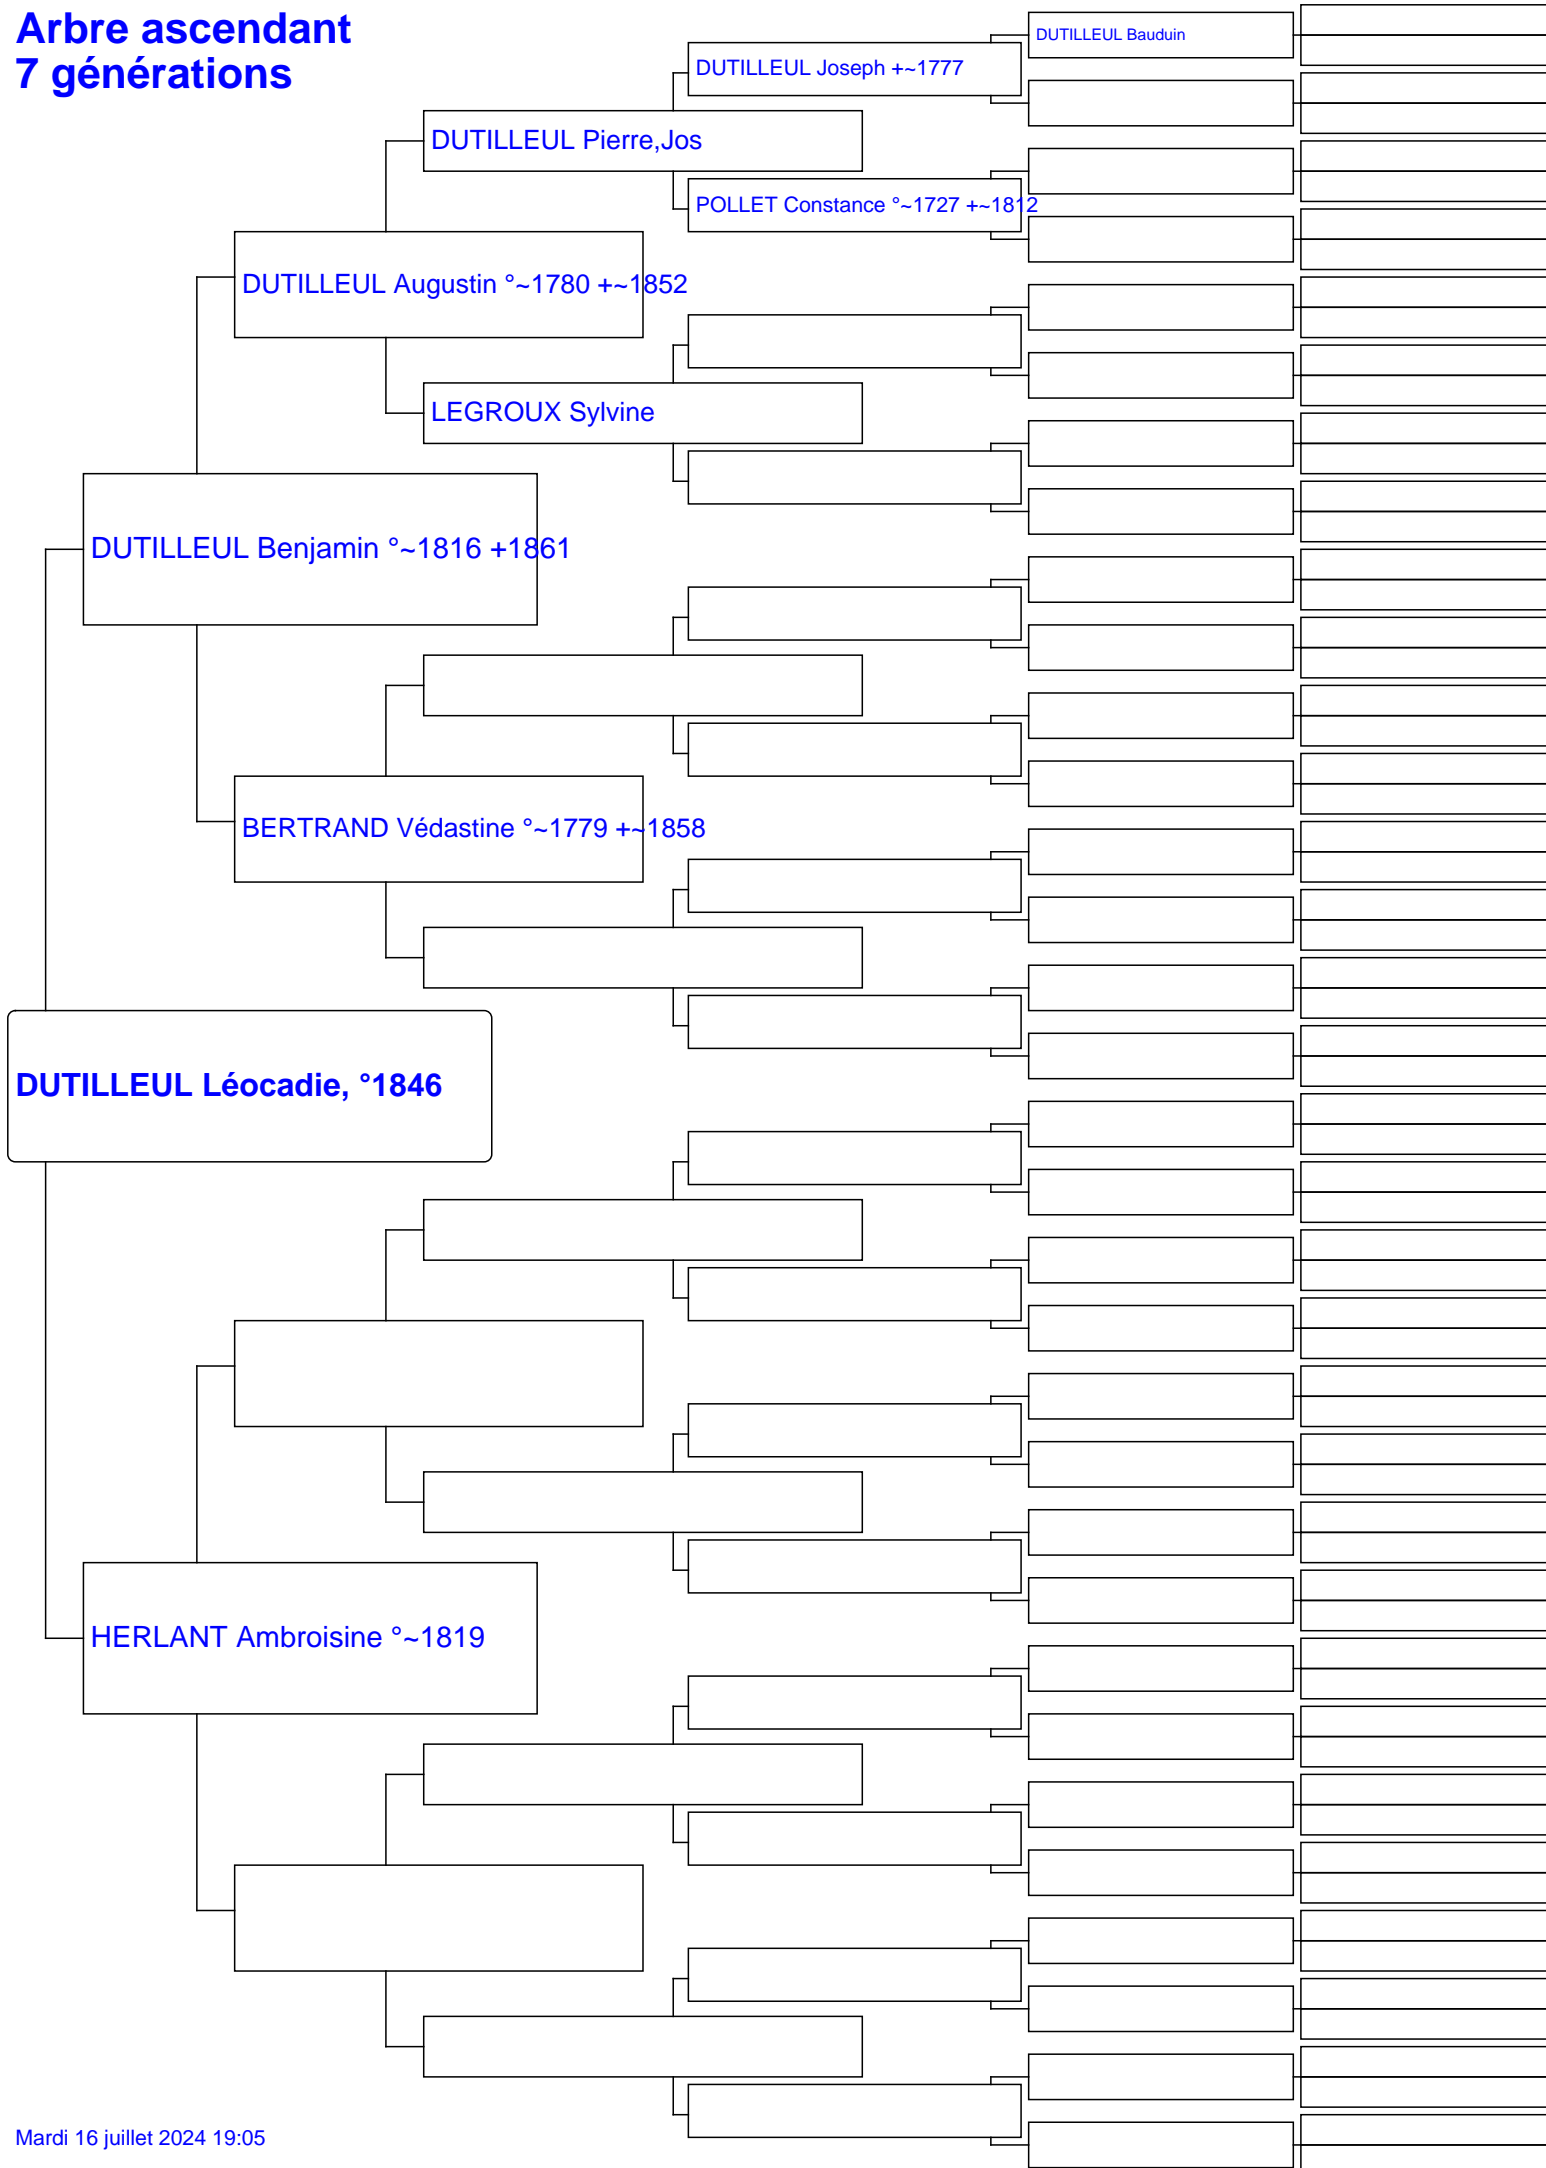 Arbre ascendant
7 générations
DUTILLEUL Bauduin
DUTILLEUL Joseph +~1777
DUTILLEUL Pierre,Jos
POLLET Constance °~1727 +~1812
DUTILLEUL Augustin °~1780 +~1852
LEGROUX Sylvine
DUTILLEUL Benjamin °~1816 +1861
BERTRAND Védastine °~1779 +~1858
DUTILLEUL Léocadie, °1846
HERLANT Ambroisine °~1819
Mardi 16 juillet 2024 19:05